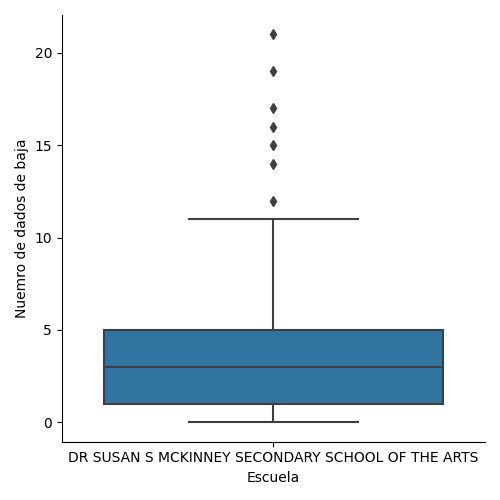 20
15
10
5
0
Nuemro de dados de baja
DR SUSAN S MCKINNEY SECONDARY SCHOOL OF THE ARTS
Escuela